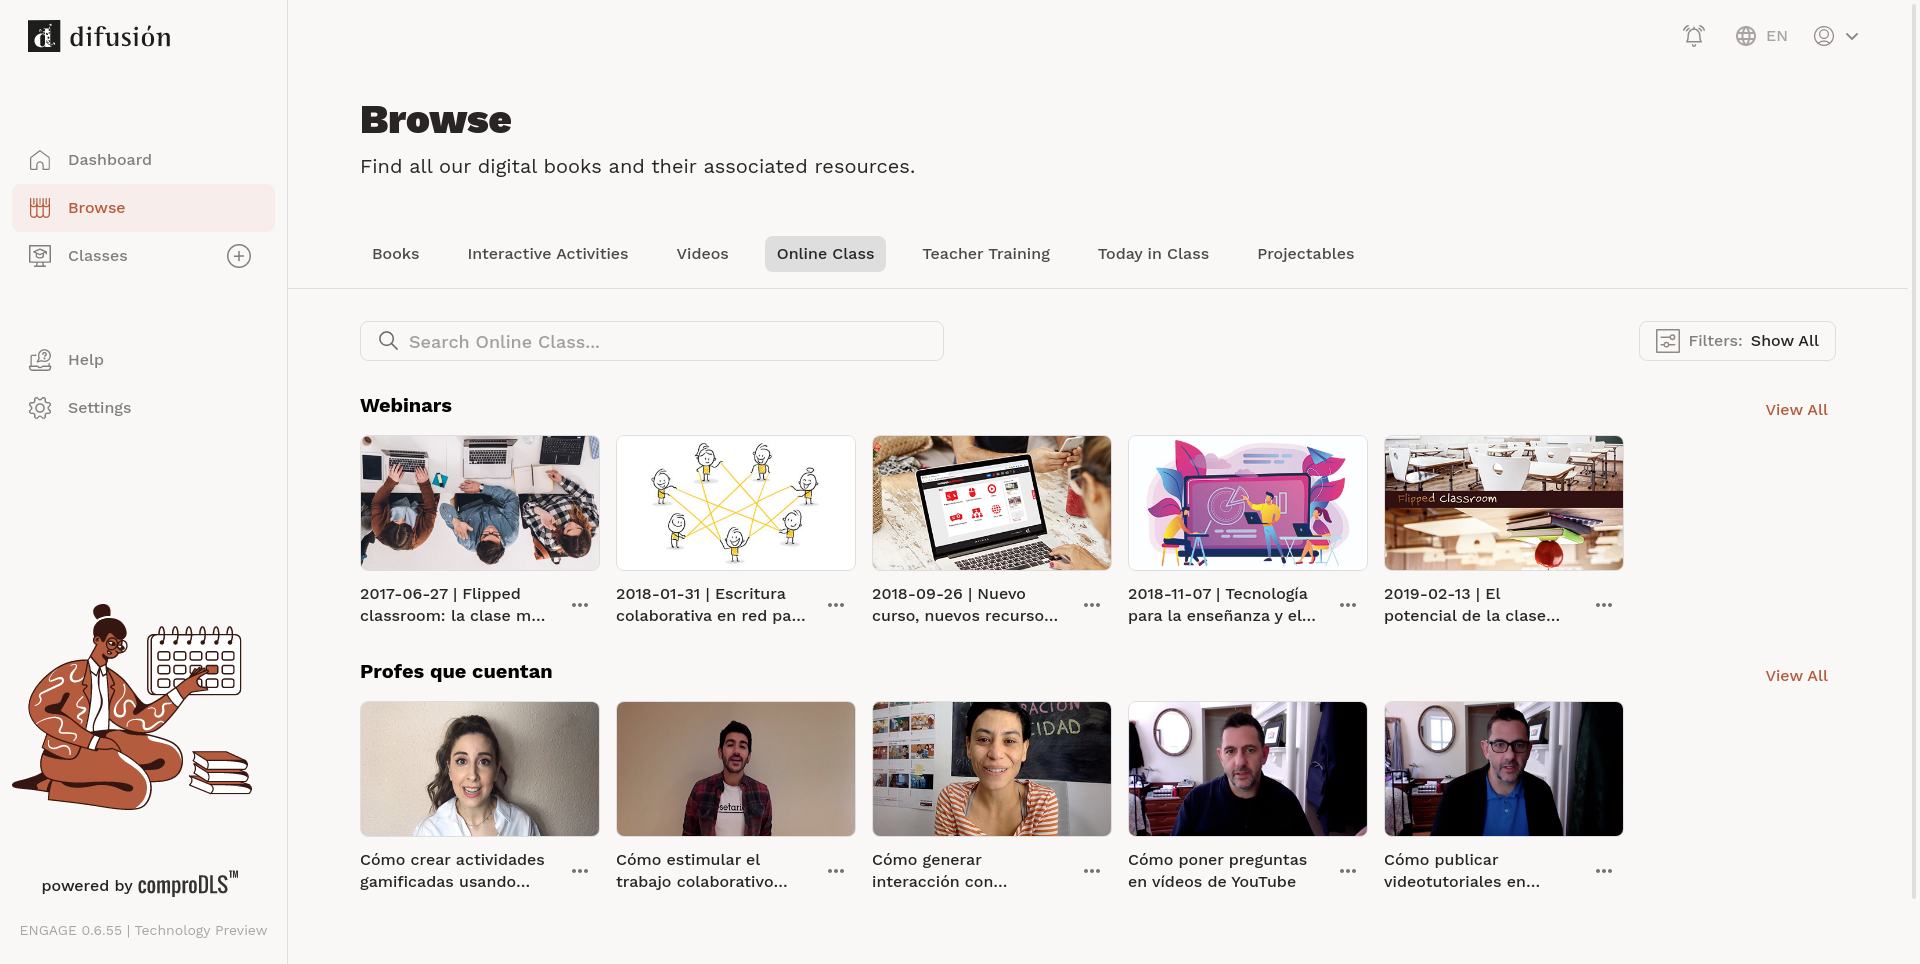 difusión
EN
Dashboard
Browse
Classes
Help
Settings
powered by comproDLS™
ENGAGE 0.6.55 | Technology Preview
Browse
Find all our digital books and their associated resources.
Books
Interactive Activities
Videos
Online Class
Teacher Training
Today in Class
Projectables
Search Online Class...
Filters: Show All
Webinars
View All
Flipped Classroom
2017-06-27 | Flipped
classroom: la clase m...
2018-01-31 | Escritura
colaborativa en red pa...
2018-09-26 | Nuevo
curso, nuevos recurso...
2018-11-07 | Tecnología
para la enseñanza y el...
2019-02-13 | El
potencial de la clase...
Profes que cuentan
View All
Cómo crear actividades
gamificadas usando...
Cómo estimular el
trabajo colaborativo...
Cómo generar
interacción con...
Cómo poner preguntas
en vídeos de YouTube
Cómo publicar
videotutoriales en...